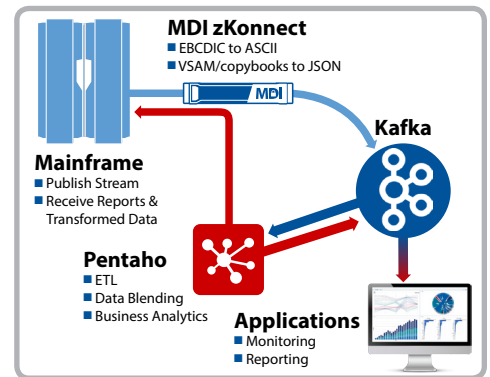 MDI zKonnect
EBCDIC to ASCII
VSAM/copybooks to JSON
MDI
Kafka
Mainframe
Publish Stream
Receive Reports &
Transformed Data
Pentaho
ETL
Data Blending
Business Analytics
Applications
Monitoring
Reporting